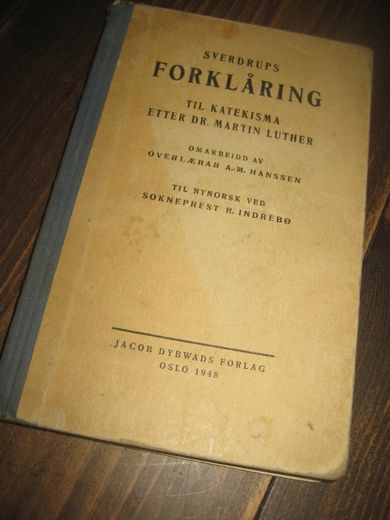 SVERDRUPS
FORKLÅRING
TIL KATEKISMA
ETTER DR. MARTIN LUTHER
OMARBEIDD AV
OVERLÆRAR A.-M. HANSSEN
TIL NYNORSK VED
SOKNEPREST R. INDREBØ
JACOB DYBWADS FORLAG
OSLO 1948